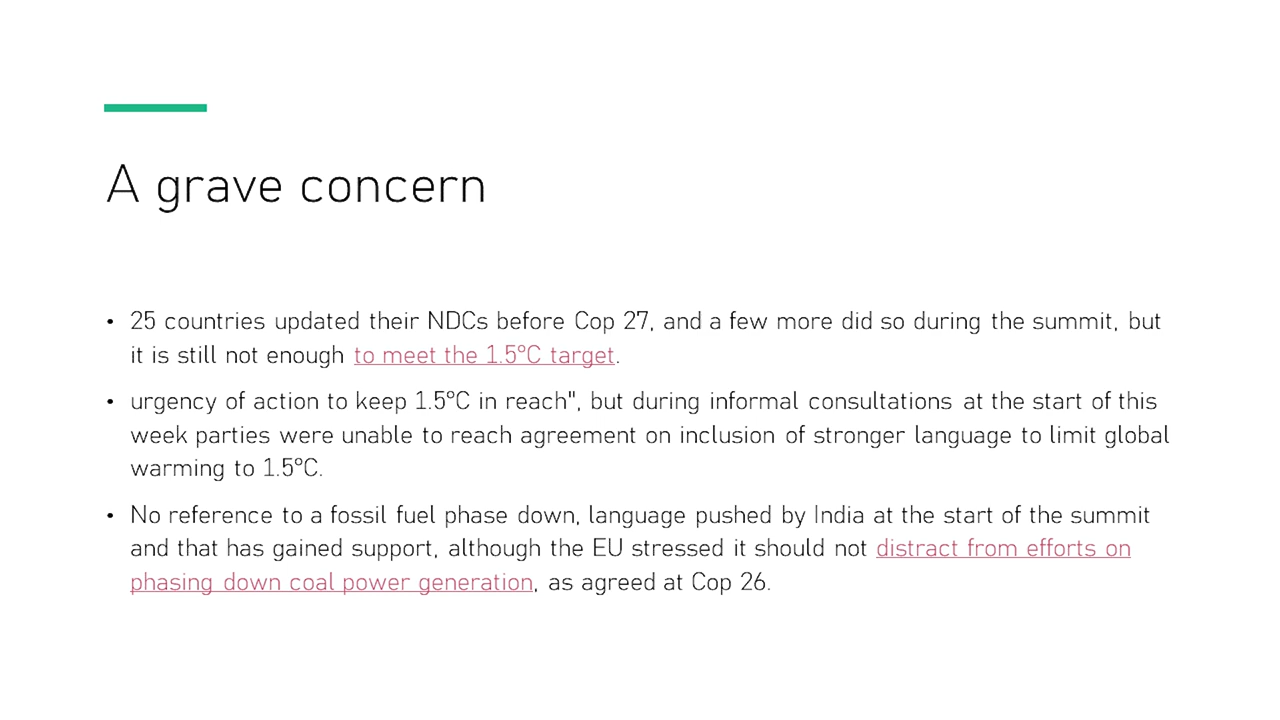 A grave concern
• 25 countries updated their NDCs before Cop 27, and a few more did so during the summit, but
it is still not enough to meet the 1.5°C target.
• urgency of action to keep 1.5°C in reach", but during informal consultations at the start of this
week parties were unable to reach agreement on inclusion of stronger language to limit global
warming to 1.5°C.
• No reference to a fossil fuel phase down, language pushed by India at the start of the summit
and that has gained support, although the EU stressed it should not distract from efforts on
phasing down coal power generation, as agreed at Cop 26.